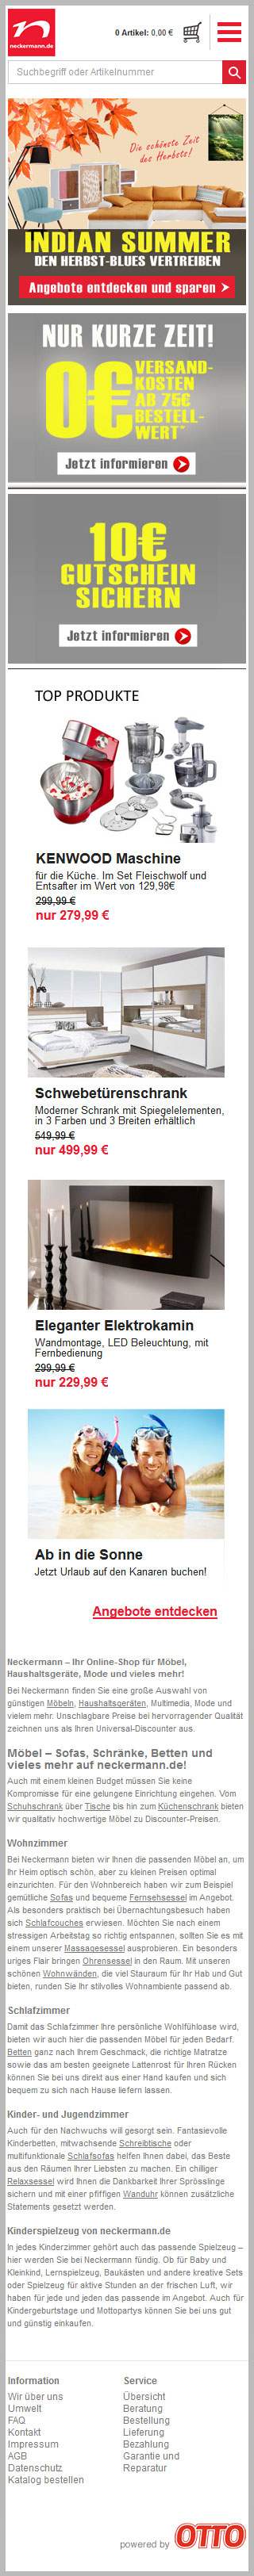 n
neckermann.de
0 Artikel: 0,00 €
Suchbegriff oder Artikelnummer
Die schönste Zeit
des Herbsts!
INDIAN SUMMER
DEN HERBST-BLUES VERTREIBEN
Angebote entdecken und sparen
NUR KURZE ZEIT!
0€ VERSAND-
KOSTEN
AB 75€
BESTELL-
WERT*
Jetzt informieren
10€
GUTSCHEIN
SICHERN
Jetzt informieren
TOP PRODUKTE
KENWOOD Maschine
für die Küche. Im Set Fleischwolf und
Entsafter im Wert von 129,98€
299,99 €
nur 279,99 €
Schwebetürenschrank
Moderner Schrank mit Spiegelelementen,
in 3 Farben und 3 Breiten erhältlich
549,99 €
nur 499,99 €
Eleganter Elektrokamin
Wandmontage, LED Beleuchtung, mit
Fernbedienung
299,99 €
nur 229,99 €
Ab in die Sonne
Jetzt Urlaub auf den Kanaren buchen!
Angebote entdecken
Neckermann – Ihr Online-Shop für Möbel,
Haushaltsgeräte, Mode und vieles mehr!
Bei Neckermann finden Sie eine große Auswahl von
günstigen Möbeln, Haushaltsgeräten, Multimedia, Mode und
vielem mehr. Unschlagbare Preise bei hervorragender Qualität
zeichnen uns als Ihren Universal-Discounter aus.
Möbel – Sofas, Schränke, Betten und
vieles mehr auf neckermann.de!
Auch mit einem kleinen Budget müssen Sie keine
Kompromisse für eine gelungene Einrichtung eingehen. Vom
Schuhschrank über Tische bis hin zum Küchenschrank bieten
wir qualitativ hochwertige Möbel zu Discounter-Preisen.
Wohnzimmer
Bei Neckermann bieten wir Ihnen die passenden Möbel an, um
Ihr Heim optisch schön, aber zu kleinen Preisen optimal
einzurichten. Für den Wohnbereich haben wir zum Beispiel
gemütliche Sofas und bequeme Fernsehsessel im Angebot.
Als besonders praktisch bei Übernachtungsbesuch haben
sich Schlafcouches erwiesen. Möchten Sie nach einem
stressigen Arbeitstag so richtig entspannen, sollten Sie es mit
einem unserer Massagesessel ausprobieren. Ein besonders
uriges Flair bringen Ohrensessel in den Raum. Mit unseren
schönen Wohnwänden, die viel Stauraum für Ihr Hab und Gut
bieten, runden Sie Ihr stilvolles Wohnambiente passend ab.
Schlafzimmer
Damit das Schlafzimmer Ihre persönliche Wohlfühloase wird,
bieten wir auch hier die passenden Möbel für jeden Bedarf.
Betten ganz nach Ihrem Geschmack, die richtige Matratze
sowie das am besten geeignete Lattenrost für Ihren Rücken
können Sie bei uns direkt aus einer Hand kaufen und sich
bequem zu sich nach Hause liefern lassen.
Kinder- und Jugendzimmer
Auch für den Nachwuchs will gesorgt sein. Fantasievolle
Kinderbetten, mitwachsende Schreibtische oder
multifunktionale Schlafsofas helfen Ihnen dabei, das Beste
aus den Räumen Ihrer Liebsten zu machen. Ein chilliger
Relaxsessel wird Ihnen die Dankbarkeit Ihrer Sprösslinge
sichern und mit einer pfiffigen Wanduhr können zusätzliche
Statements gesetzt werden.
Kinderspielzeug von neckermann.de
In jedes Kinderzimmer gehört auch das passende Spielzeug –
hier werden Sie bei Neckermann fündig. Ob für Baby und
Kleinkind, Lernspielzeug, Baukästen und andere kreative Sets
oder Spielzeug für aktive Stunden an der frischen Luft, wir
haben für jede und jeden das passende im Angebot. Auch für
Kindergeburtstage und Mottopartys können Sie bei uns gut
und günstig einkaufen.
Information
Wir über uns
Umwelt
FAQ
Kontakt
Impressum
AGB
Datenschutz
Katalog bestellen
Service
Übersicht
Beratung
Bestellung
Lieferung
Bezahlung
Garantie und
Reparatur
powered by OTTO